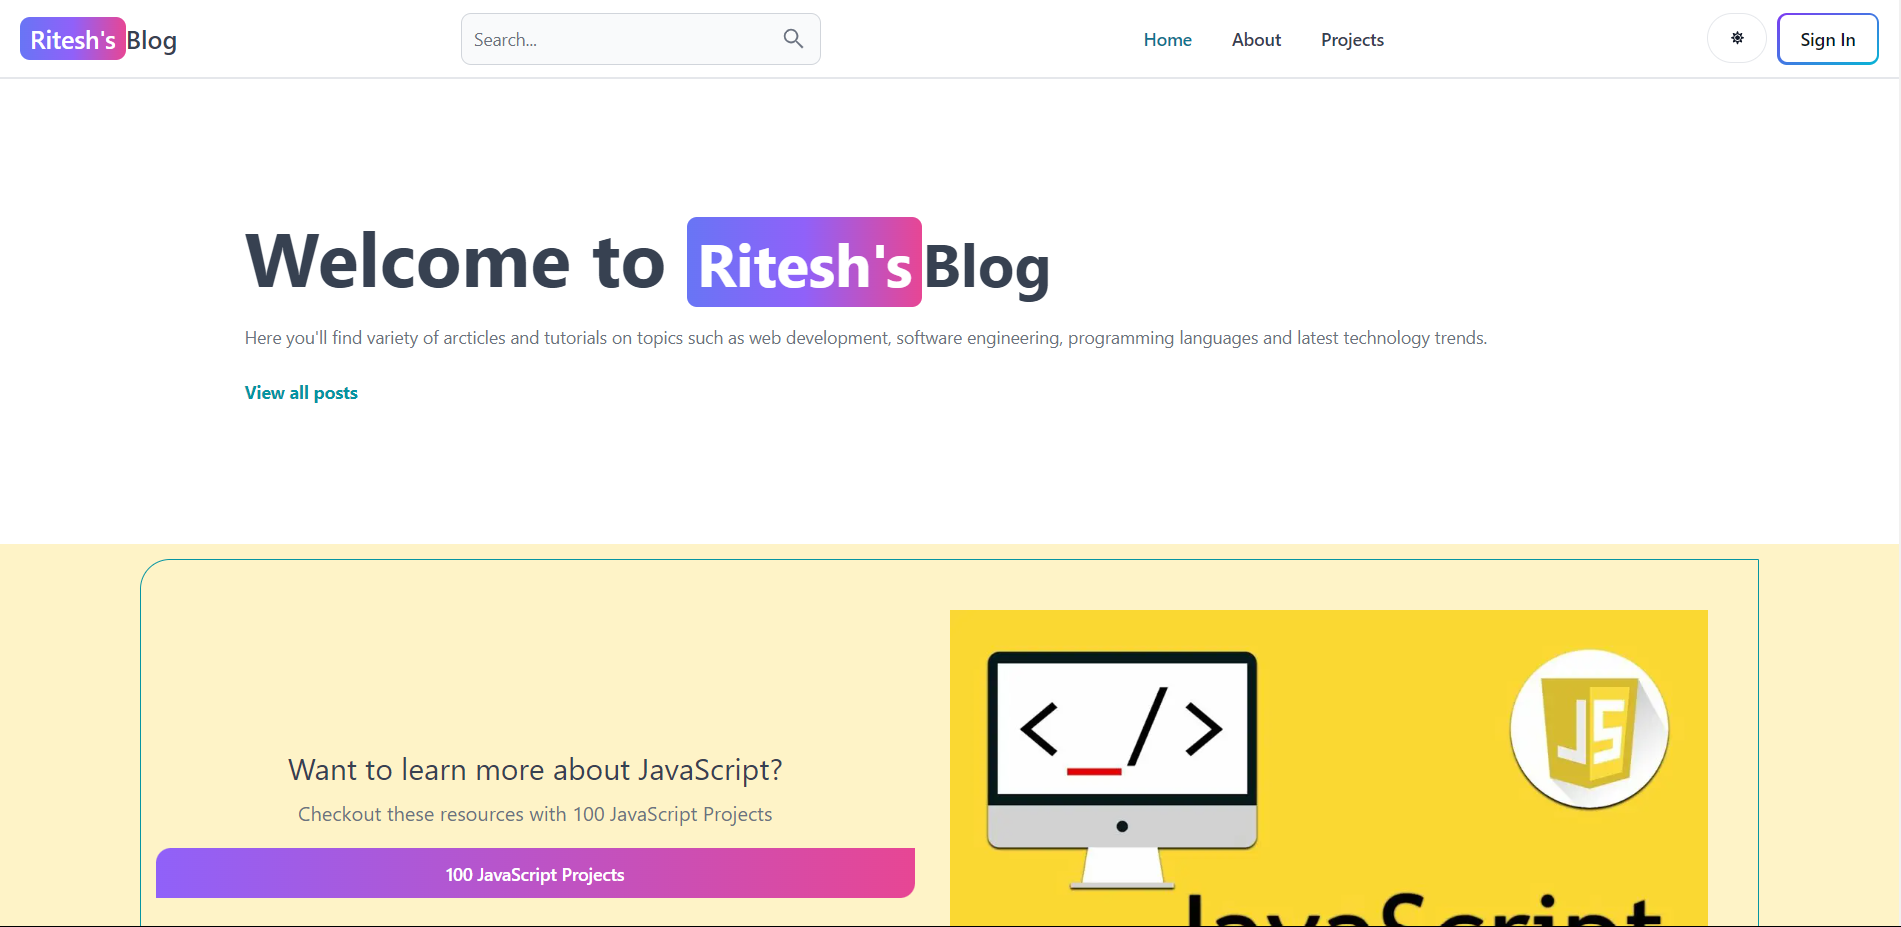 Ritesh's Blog
Search...
Home About Projects
Sign In
Welcome to Ritesh's Blog
Here you'll find variety of arcticles and tutorials on topics such as web development, software engineering, programming languages and latest technology trends.
View all posts
Want to learn more about JavaScript?
Checkout these resources with 100 JavaScript Projects
100 JavaScript Projects
<_/>
JS
JavaScript